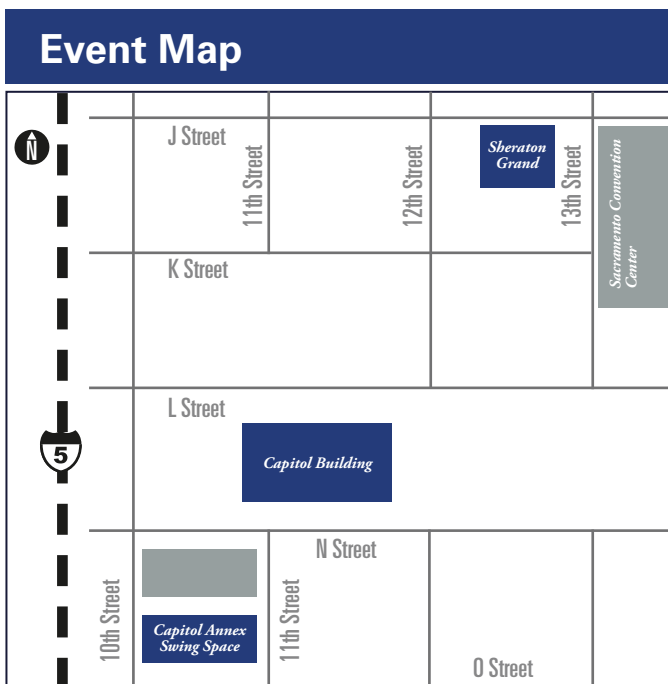 Event Map
N
J Street
11th Street
12th Street
Sheraton
Grand
13th Street
Sacramento Convention
Center
K Street
L Street
5
Capitol Building
N Street
10th Street
Capitol Annex
Swing Space
11th Street
O Street